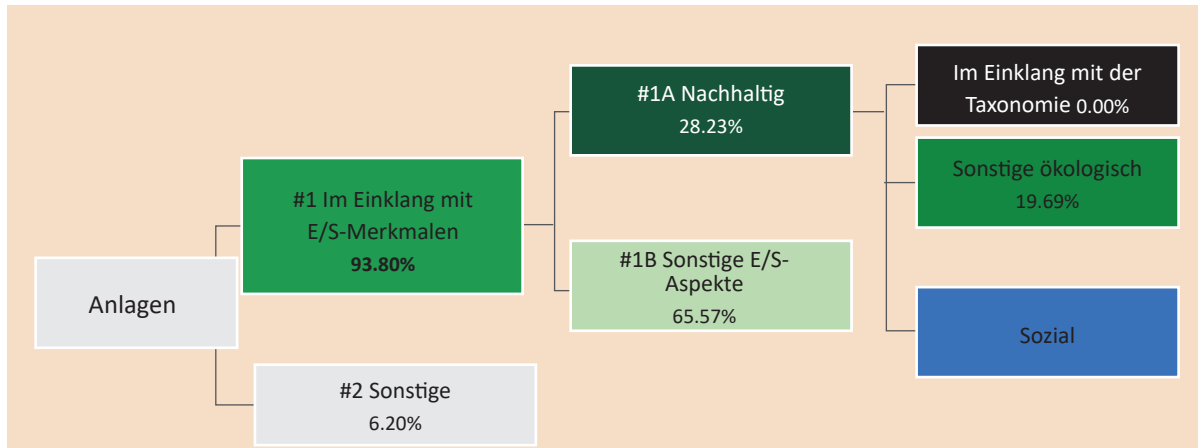 Anlagen
#1 Im Einklang mit
E/S-Merkmalen
93.80%
#2 Sonstige
6.20%
#1A Nachhaltig
28.23%
#1B Sonstige E/S-
Aspekte
65.57%
Im Einklang mit der
Taxonomie 0.00%
Sonstige ökologisch
19.69%
Sozial